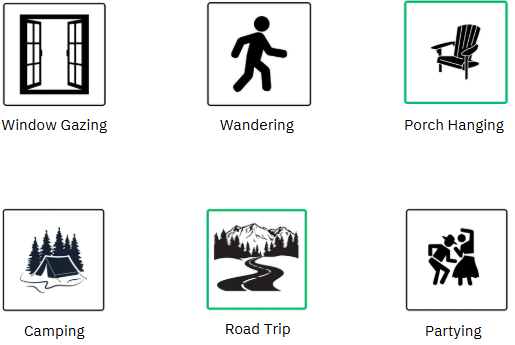 Window Gazing
Wandering
Porch Hanging
Camping
Road Trip
Partying